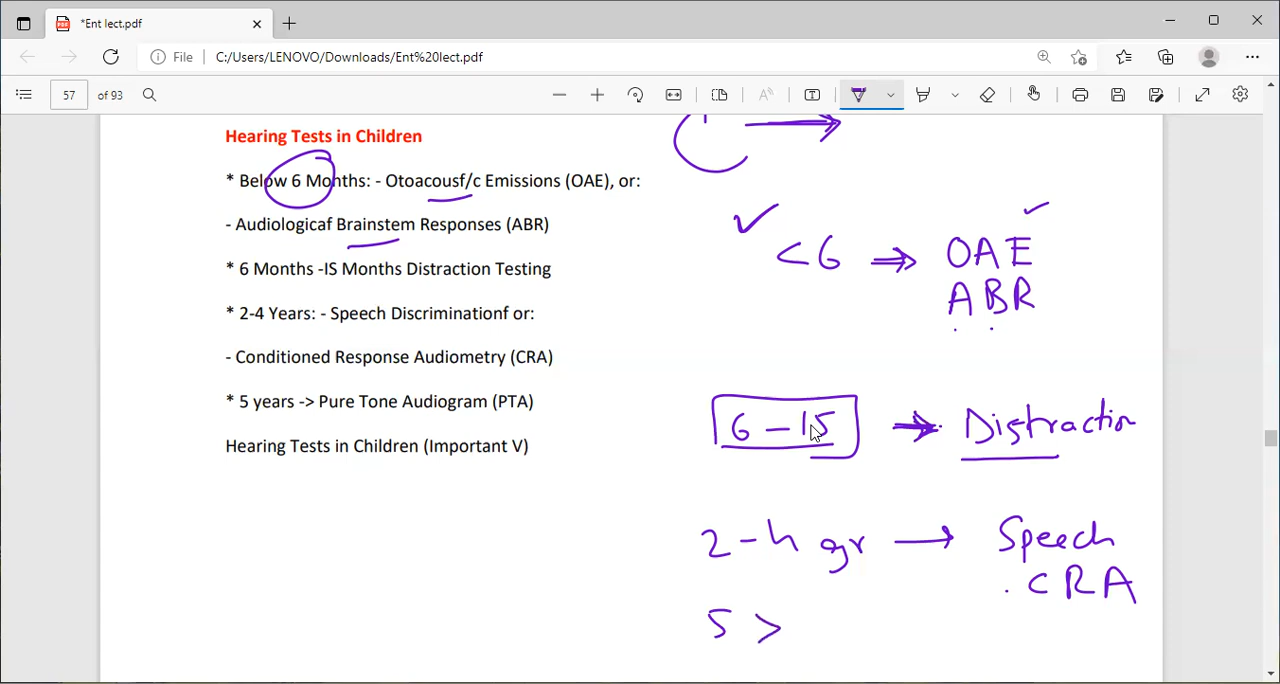 *Ent lect.pdf
File C:/Users/LENOVO/Downloads/Ent%20lect.pdf
57 of 93
Hearing Tests in Children
* Below 6 Months: - Otoacousf/c Emissions (OAE), or:
- Audiologicaf Brainstem Responses (ABR)
* 6 Months -IS Months Distraction Testing
* 2-4 Years: - Speech Discriminationf or:
- Conditioned Response Audiometry (CRA)
* 5 years -> Pure Tone Audiogram (PTA)
Hearing Tests in Children (Important V)
<6 ⇒ OAE
ABR
6 - 15 → Distraction
2 - 4 yr → Speech
. CRA
5 >